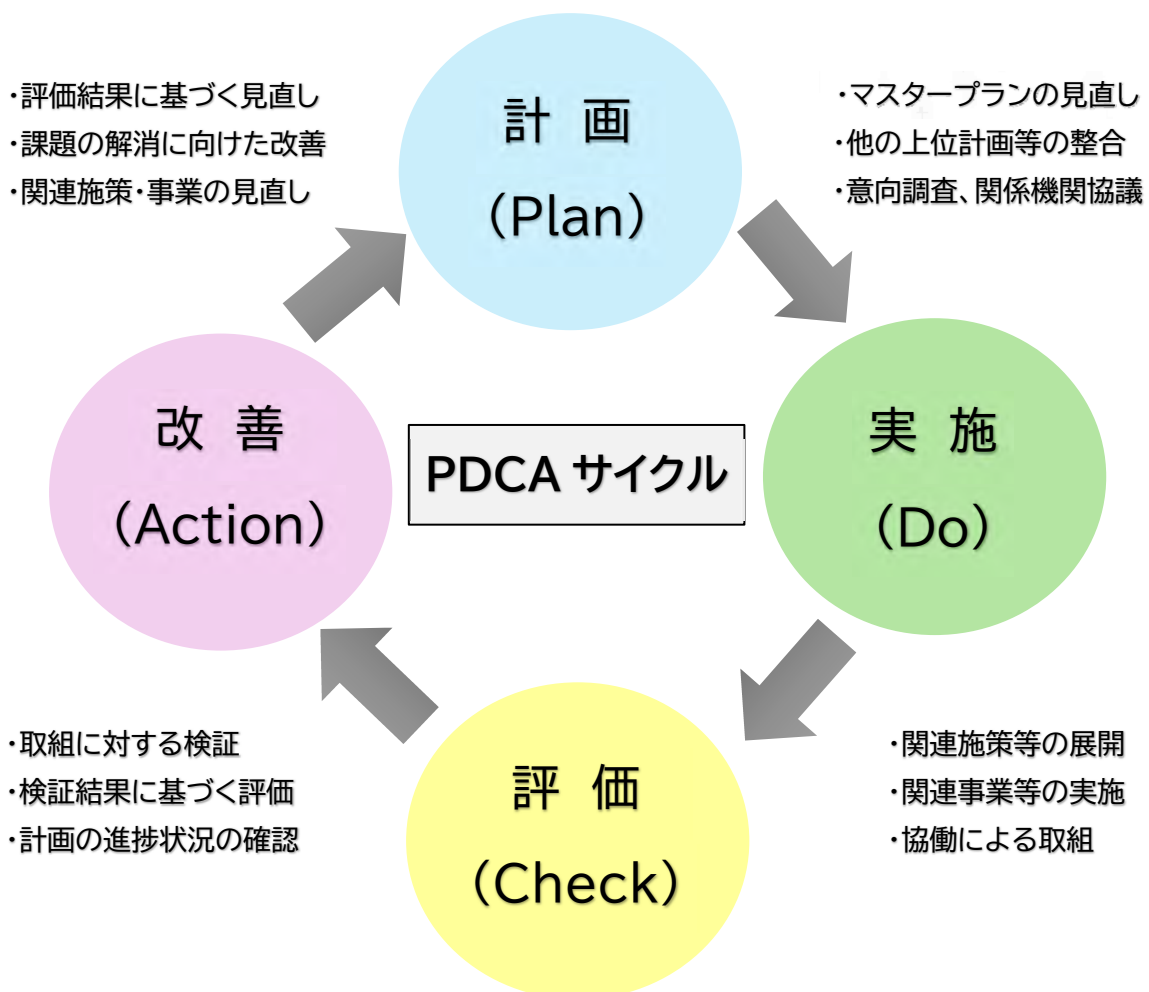 計 画
（Plan）
・マスタープランの見直し
・他の上位計画等の整合
・意向調査、関係機関協議
実 施
（Do）
・関連施策等の展開
・関連事業等の実施
・協働による取組
評 価
（Check）
・取組に対する検証
・検証結果に基づく評価
・計画の進捗状況の確認
改 善
（Action）
・評価結果に基づく見直し
・課題の解消に向けた改善
・関連施策・事業の見直し
PDCA サイクル